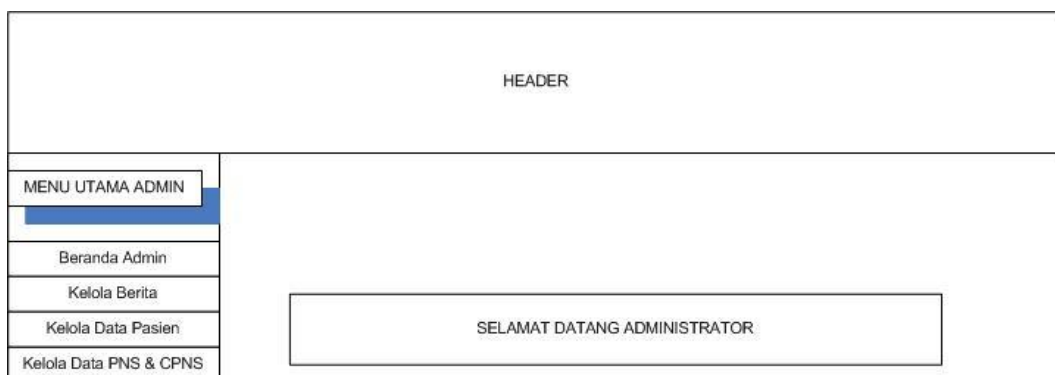 HEADER
MENU UTAMA ADMIN
Beranda Admin
Kelola Berita
Kelola Data Pasien
Kelola Data PNS & CPNS
SELAMAT DATANG ADMINISTRATOR